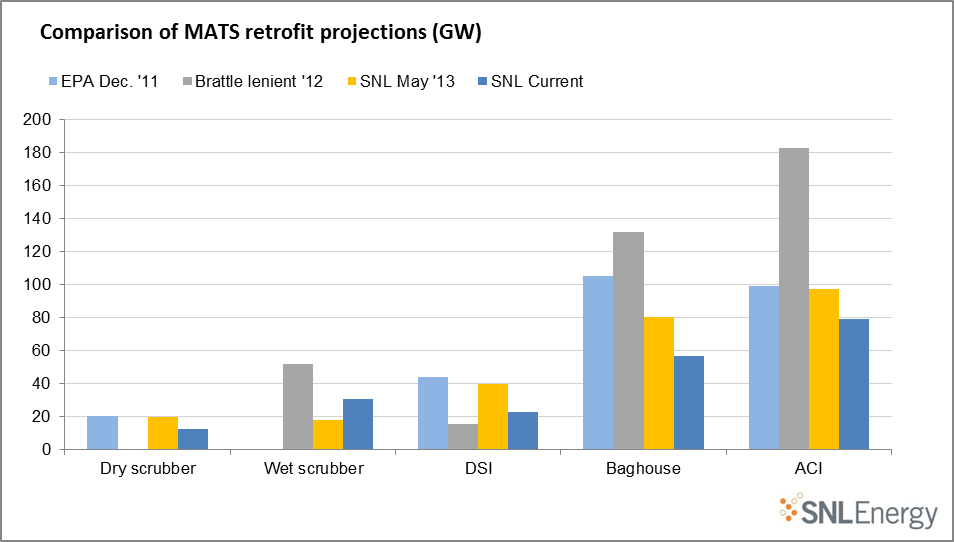 Comparison of MATS retrofit projections (GW)
EPA Dec. '11 Brattle lenient '12 SNL May '13 SNL Current
200
180
160
140
120
100
80
60
40
20
0
Dry scrubber Wet scrubber DSI Baghouse ACI
SNLEnergy